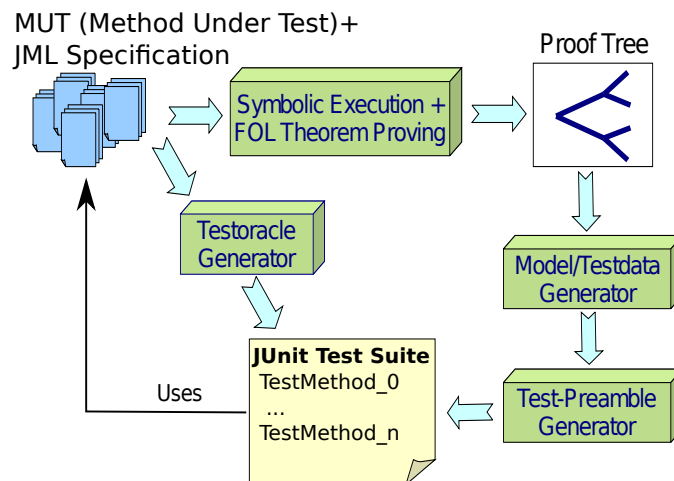 MUT (Method Under Test)+
JML Specification
Proof Tree
Symbolic Execution +
FOL Theorem Proving
Testoracle
Generator
Model/Testdata
Generator
JUnit Test Suite
TestMethod_0
...
TestMethod_n
Uses
Test-Preamble
Generator